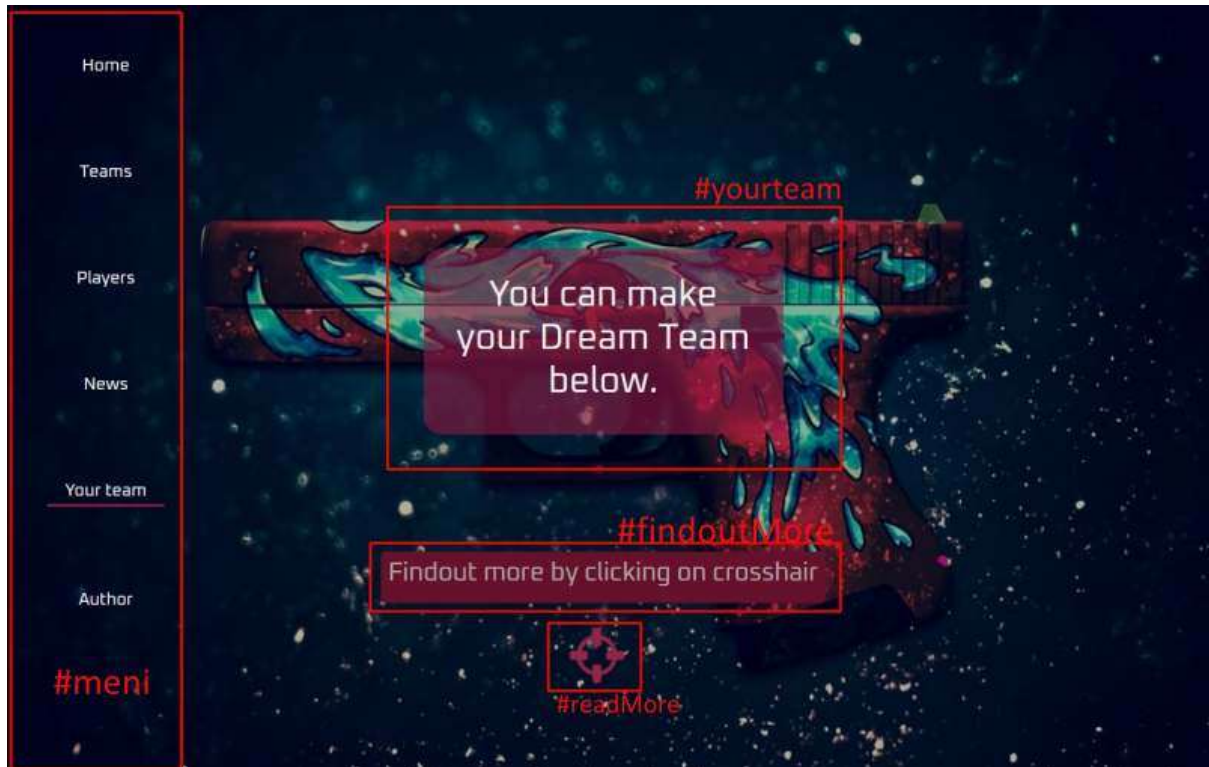 Home
Teams
Players
News
Your team
Author
#meni
#yourteam
You can make
your Dream Team
below.
#findoutMore
Findout more by clicking on crosshair
#readMore